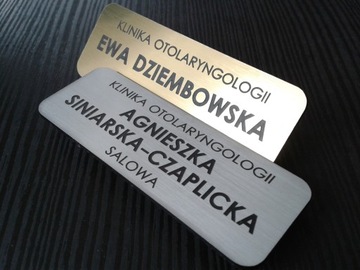 KLINIKA OTOLARYNGOLOGII
EWA DZIEMBOWSKA
KLINIKA OTOLARYNGOLOGII
AGNIESZKA
SINIARSKA-CZAPLICKA
SALOWA